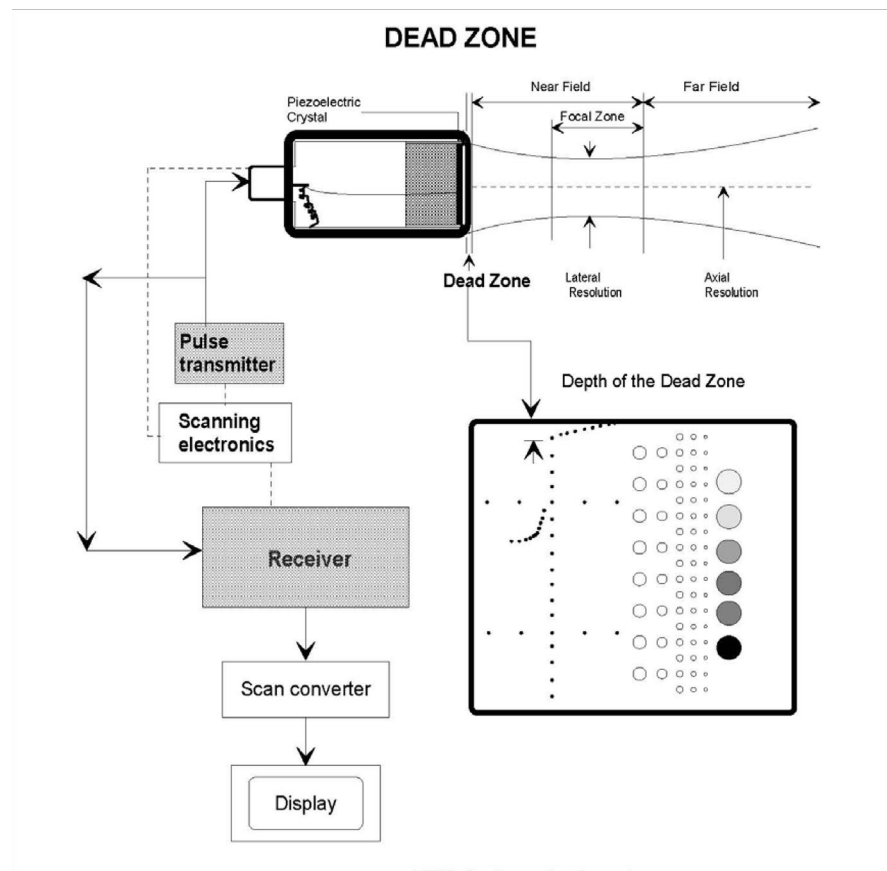 DEAD ZONE
Piezoelectric
Crystal
Near Field
Far Field
Focal Zone
Dead Zone
Lateral
Resolution
Axial
Resolution
Pulse
transmitter
Depth of the Dead Zone
Scanning
electronics
Receiver
Scan converter
Display